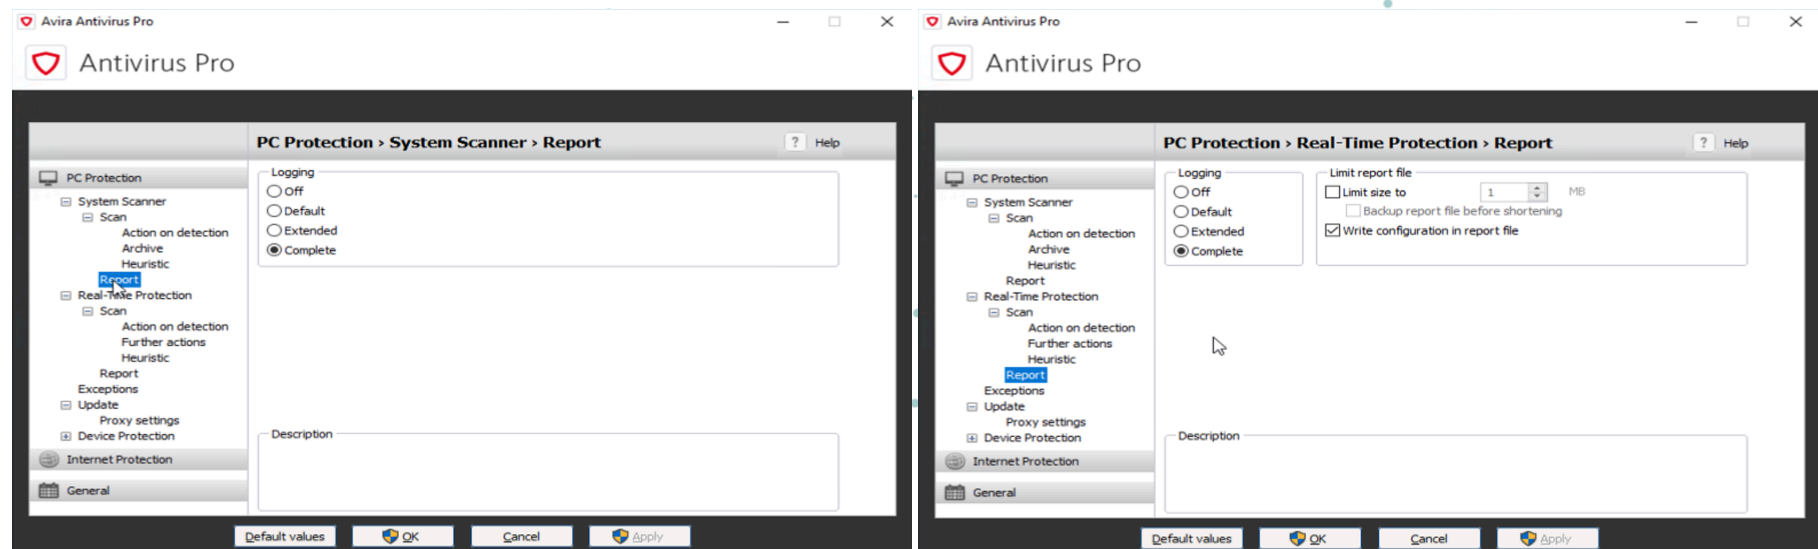 Avira Antivirus Pro
Antivirus Pro
PC Protection › System Scanner › Report
? Help
PC Protection
System Scanner
Scan
Action on detection
Archive
Heuristic
Report
Real-Time Protection
Scan
Action on detection
Further actions
Heuristic
Report
Exceptions
Update
Proxy settings
Device Protection
Internet Protection
General
Logging
Off
Default
Extended
Complete
Description
Default values
OK
Cancel
Apply
Avira Antivirus Pro
Antivirus Pro
PC Protection › Real-Time Protection › Report
? Help
PC Protection
System Scanner
Scan
Action on detection
Archive
Heuristic
Report
Real-Time Protection
Scan
Action on detection
Further actions
Heuristic
Report
Exceptions
Update
Proxy settings
Device Protection
Internet Protection
General
Logging
Off
Default
Extended
Complete
Limit report file
Limit size to 1 MB
Backup report file before shortening
Write configuration in report file
Description
Default values
OK
Cancel
Apply